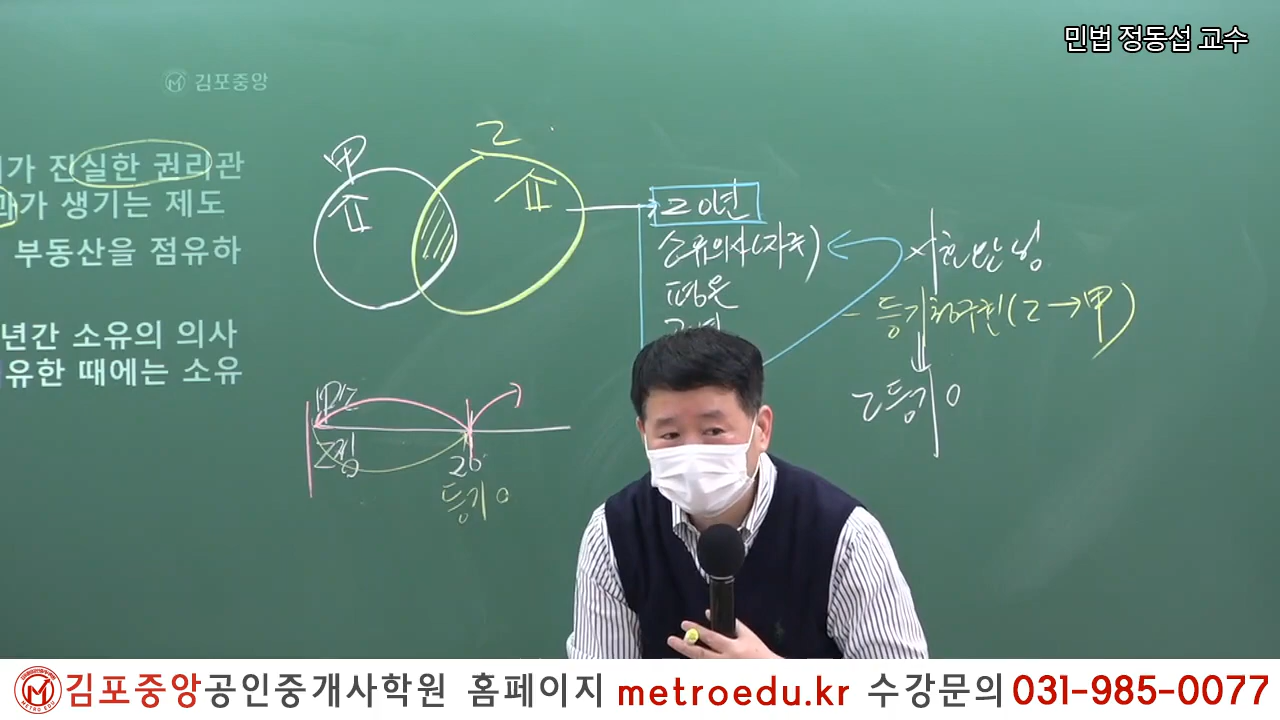 민법 정동섭 교수
김포중앙
가 진실한 권리관
과가 생기는 제도
부동산을 점유하
년간 소유의 의사
유한 때에는 소유
甲
乙
20년
소유의사(자주)
평온
시효완성
등기청구권(乙→甲)
乙등기 0
20
등기 0
김포중앙공인중개사학원 홈페이지 metroedu.kr 수강문의 031-985-0077